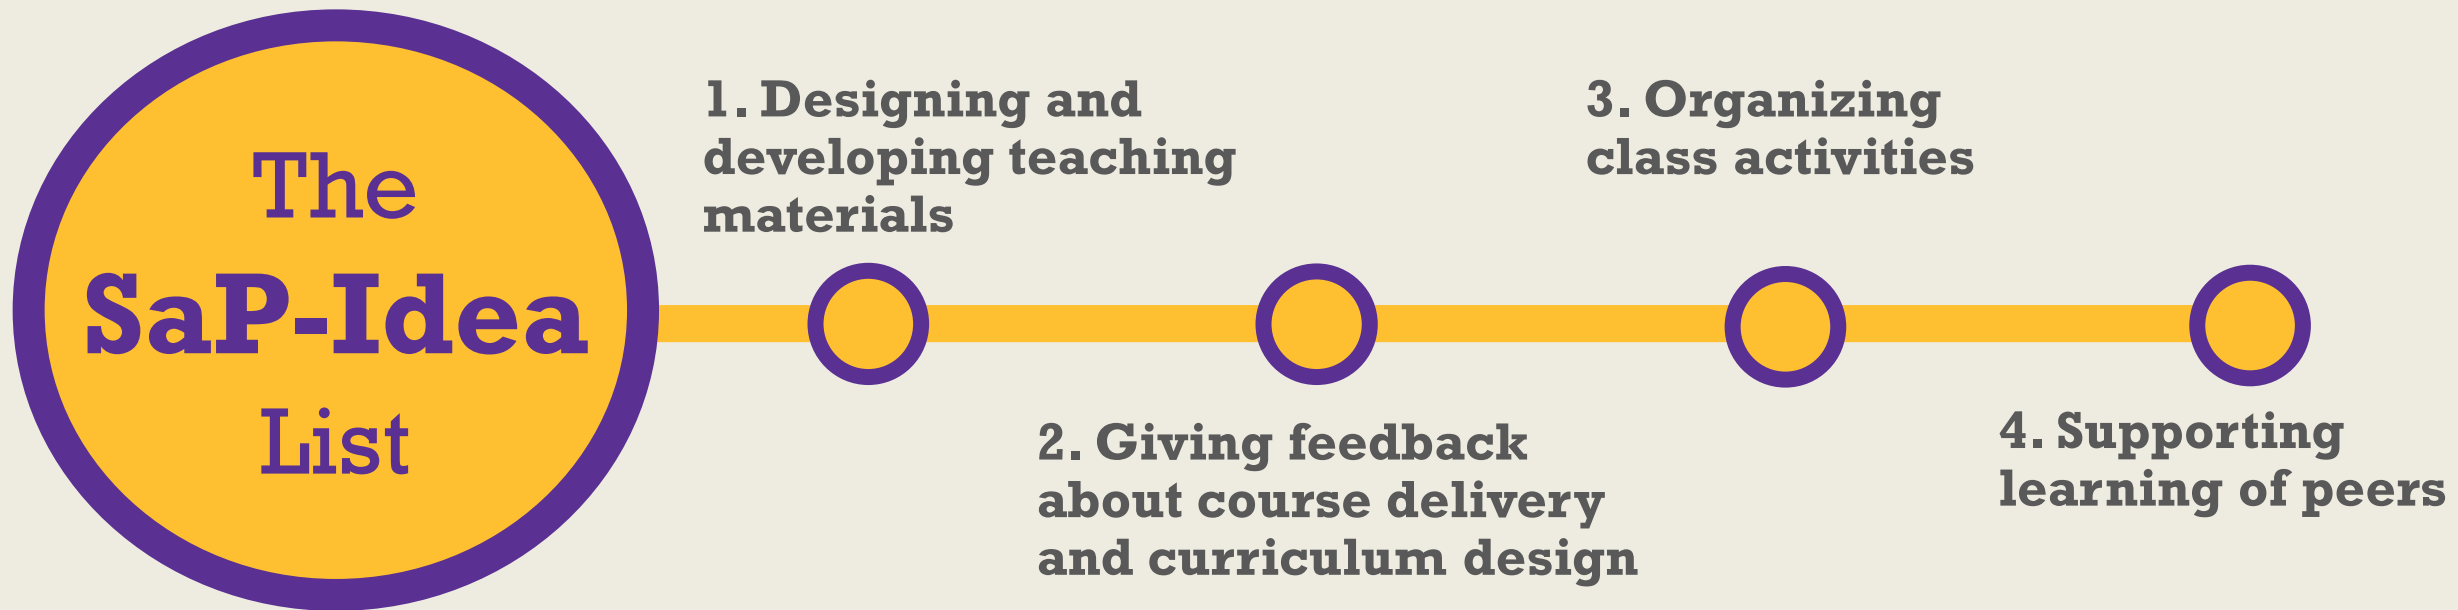 The
SaP-Idea
List
1. Designing and
developing teaching
materials
2. Giving feedback
about course delivery
and curriculum design
3. Organizing
class activities
4. Supporting
learning of peers